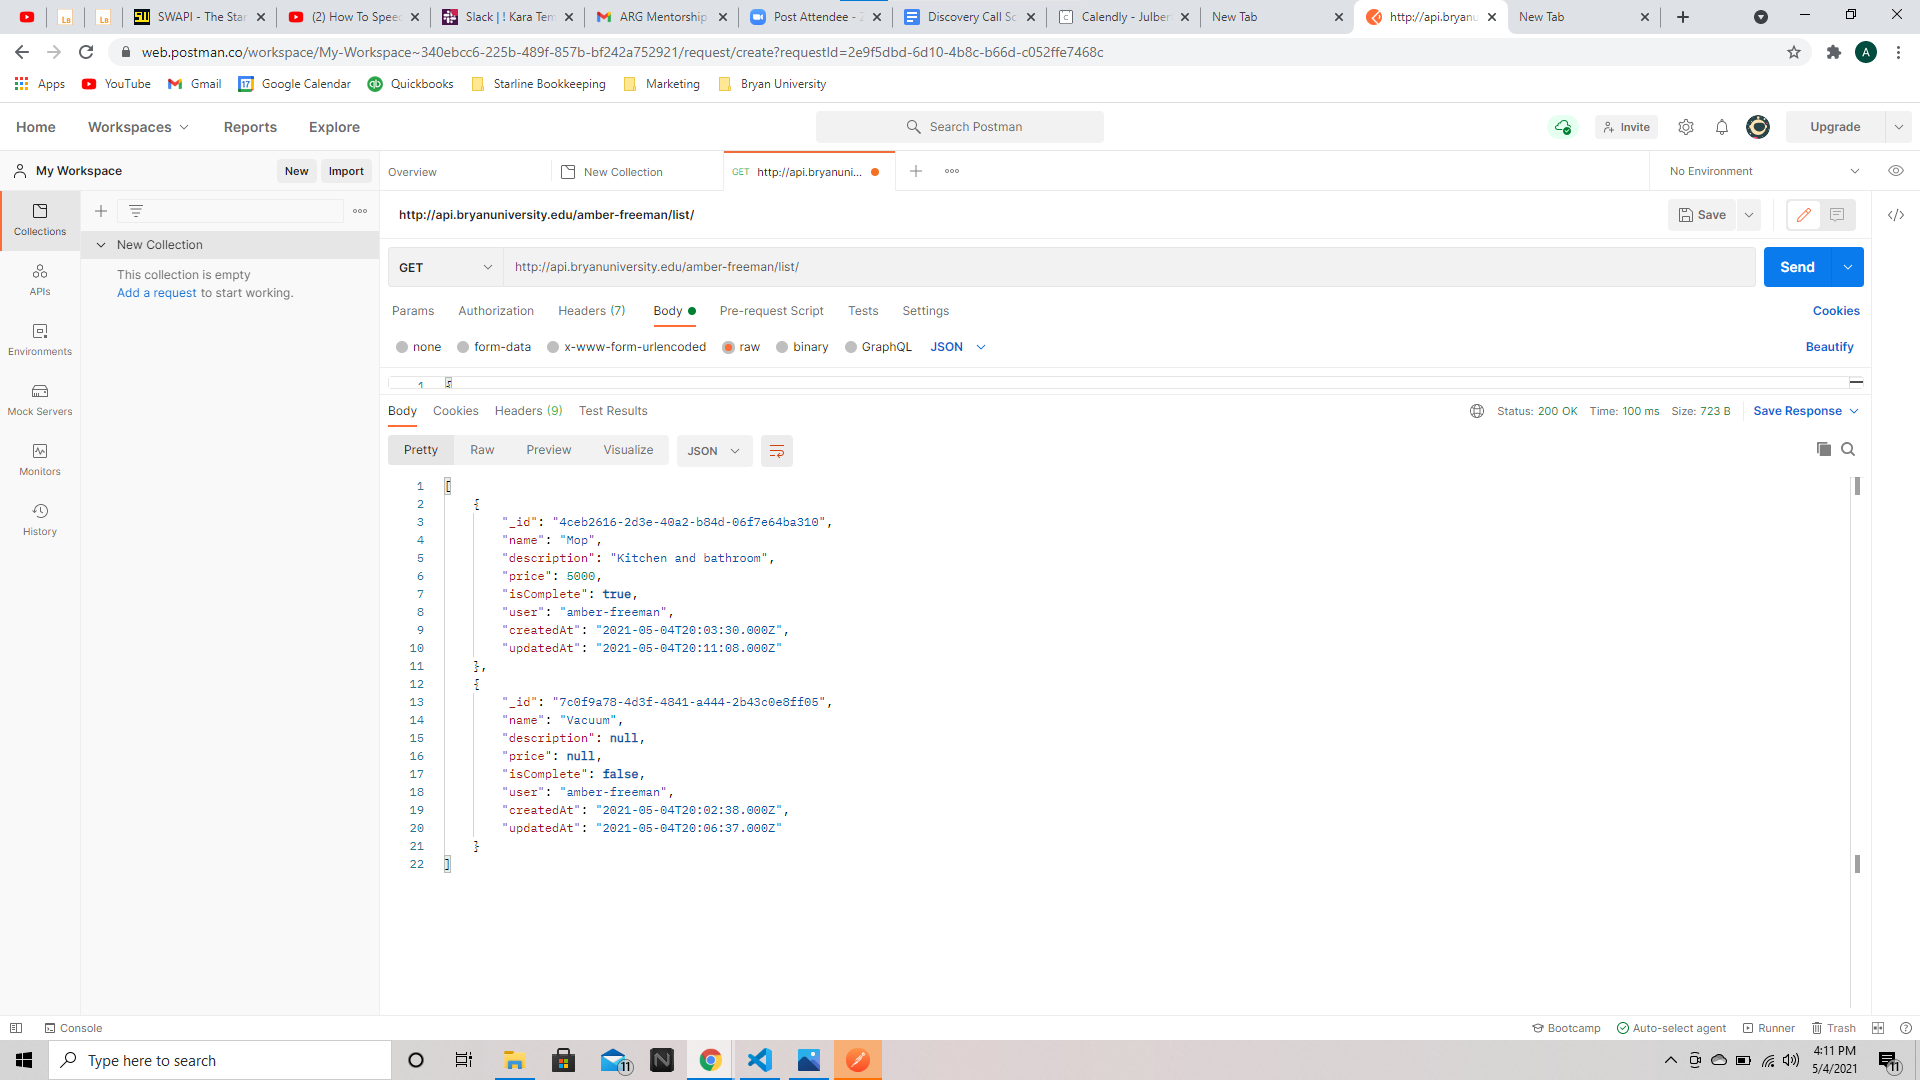 SWAPI - The Star
(2) How To Speed
Slack | ! Kara Tem
ARG Mentorship
Post Attendee - Z
Discovery Call Sc
Calendly - Julber
New Tab
http://api.bryanu
New Tab
web.postman.co/workspace/My-Workspace~340ebcc6-225b-489f-857b-bf242a752921/request/create?requestId=2e9f5dbd-6d10-4b8c-b66d-c052ffe7468c
A
Apps
YouTube
Gmail
Google Calendar
Quickbooks
Starline Bookkeeping
Marketing
Bryan University
Home
Workspaces
Reports
Explore
Search Postman
Invite
Upgrade
My Workspace
New
Import
Overview
New Collection
GET http://api.bryanuni...
No Environment
Collections
http://api.bryanuniversity.edu/amber-freeman/list/
Save
New Collection
This collection is empty
Add a request to start working.
APIs
Environments
Mock Servers
Monitors
History
GET
http://api.bryanuniversity.edu/amber-freeman/list/
Send
Params
Authorization
Headers (7)
Body
Pre-request Script
Tests
Settings
Cookies
none
form-data
x-www-form-urlencoded
raw
binary
GraphQL
JSON
Beautify
1
Body
Cookies
Headers (9)
Test Results
Status: 200 OK
Time: 100 ms
Size: 723 B
Save Response
Pretty
Raw
Preview
Visualize
JSON
1 [
2 {
3 "_id": "4ceb2616-2d3e-40a2-b84d-06f7e64ba310",
4 "name": "Mop",
5 "description": "Kitchen and bathroom",
6 "price": 5000,
7 "isComplete": true,
8 "user": "amber-freeman",
9 "createdAt": "2021-05-04T20:03:30.000Z",
10 "updatedAt": "2021-05-04T20:11:08.000Z"
11 },
12 {
13 "_id": "7c0f9a78-4d3f-4841-a444-2b43c0e8ff05",
14 "name": "Vacuum",
15 "description": null,
16 "price": null,
17 "isComplete": false,
18 "user": "amber-freeman",
19 "createdAt": "2021-05-04T20:02:38.000Z",
20 "updatedAt": "2021-05-04T20:06:37.000Z"
21 }
22 ]
Console
Bootcamp
Auto-select agent
Runner
Trash
Type here to search
11
4:11 PM
5/4/2021
11